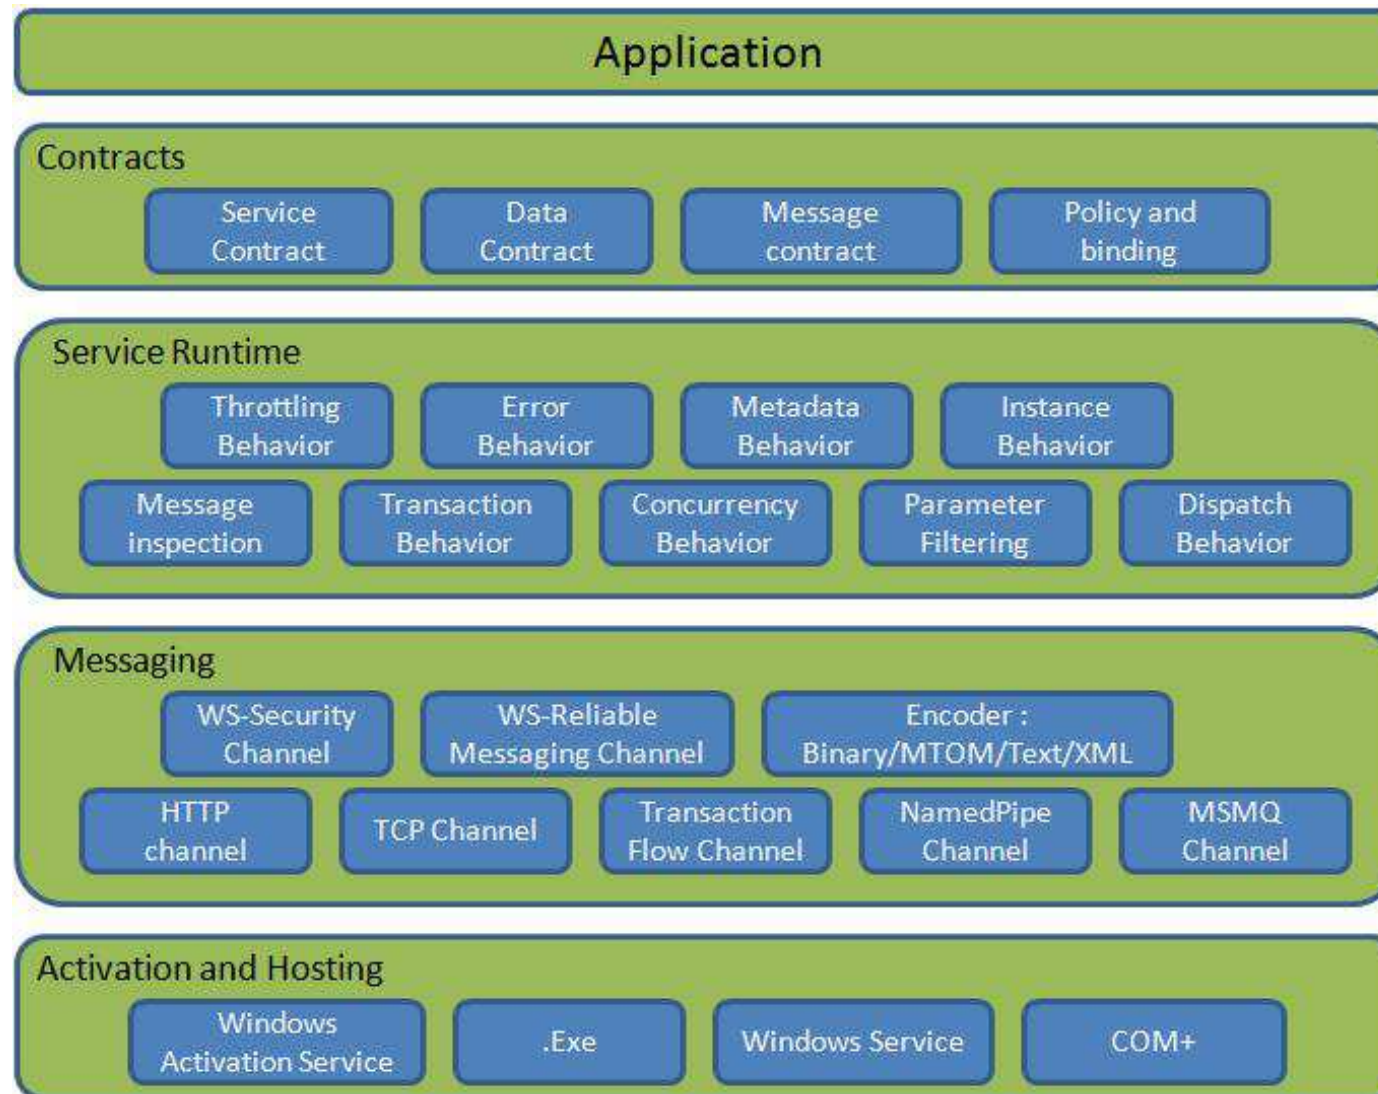 Application
Contracts
Service
Contract
Data
Contract
Message
contract
Policy and
binding
Service Runtime
Throttling
Behavior
Error
Behavior
Metadata
Behavior
Instance
Behavior
Message
inspection
Transaction
Behavior
Concurrency
Behavior
Parameter
Filtering
Dispatch
Behavior
Messaging
WS-Security
Channel
WS-Reliable
Messaging Channel
Encoder :
Binary/MTOM/Text/XML
HTTP
channel
TCP Channel
Transaction
Flow Channel
NamedPipe
Channel
MSMQ
Channel
Activation and Hosting
Windows
Activation Service
.Exe
Windows Service
COM+